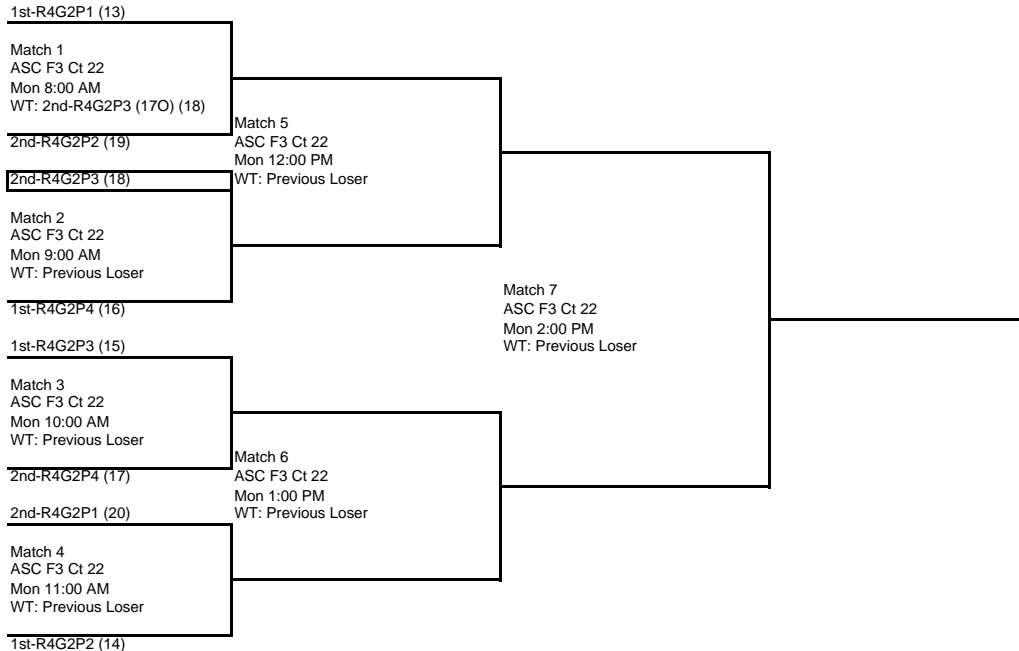 1st-R4G2P1 (13)
Match 1
ASC F3 Ct 22
Mon 8:00 AM
WT: 2nd-R4G2P3 (17O) (18)
2nd-R4G2P2 (19)
2nd-R4G2P3 (18)
Match 2
ASC F3 Ct 22
Mon 9:00 AM
WT: Previous Loser
1st-R4G2P4 (16)
1st-R4G2P3 (15)
Match 3
ASC F3 Ct 22
Mon 10:00 AM
WT: Previous Loser
2nd-R4G2P4 (17)
2nd-R4G2P1 (20)
Match 4
ASC F3 Ct 22
Mon 11:00 AM
WT: Previous Loser
1st-R4G2P2 (14)
Match 5
ASC F3 Ct 22
Mon 12:00 PM
WT: Previous Loser
Match 6
ASC F3 Ct 22
Mon 1:00 PM
WT: Previous Loser
Match 7
ASC F3 Ct 22
Mon 2:00 PM
WT: Previous Loser